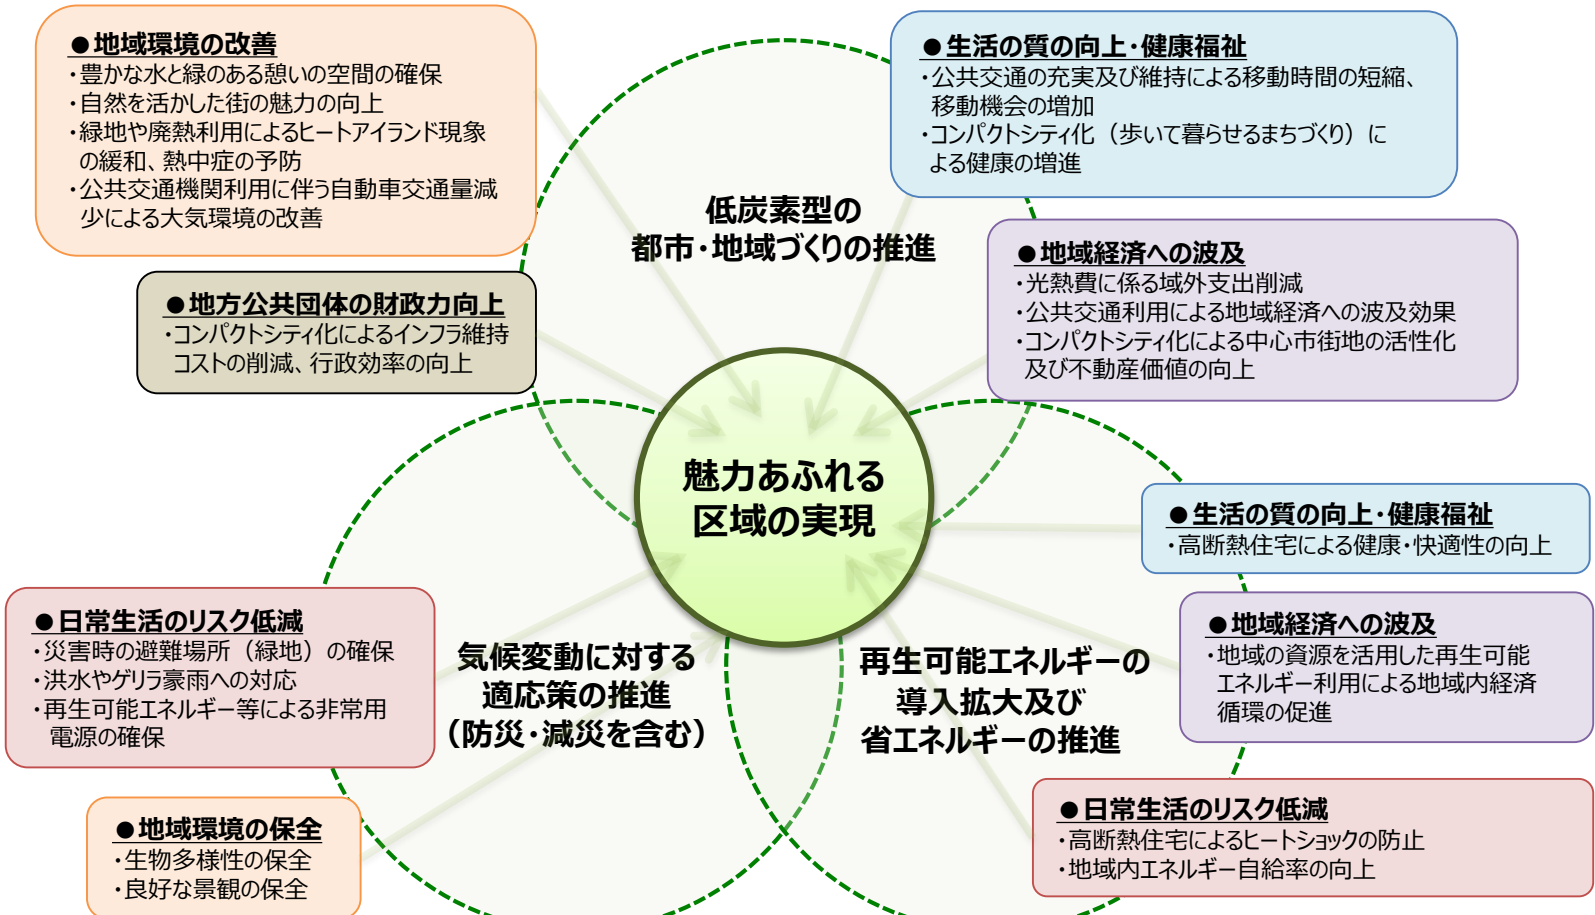 ●地域環境の改善
・豊かな水と緑のある憩いの空間の確保
・自然を活かした街の魅力の向上
・緑地や廃熱利用によるヒートアイランド現象
の緩和、熱中症の予防
・公共交通機関利用に伴う自動車交通量減
少による大気環境の改善
●生活の質の向上・健康福祉
・公共交通の充実及び維持による移動時間の短縮、
移動機会の増加
・コンパクトシティ化（歩いて暮らせるまちづくり）に
よる健康の増進
低炭素型の
都市・地域づくりの推進
●地方公共団体の財政力向上
・コンパクトシティ化によるインフラ維持
コストの削減、行政効率の向上
●地域経済への波及
・光熱費に係る域外支出削減
・公共交通利用による地域経済への波及効果
・コンパクトシティ化による中心市街地の活性化
及び不動産価値の向上
魅力あふれる
区域の実現
●生活の質の向上・健康福祉
・高断熱住宅による健康・快適性の向上
●日常生活のリスク低減
・災害時の避難場所（緑地）の確保
・洪水やゲリラ豪雨への対応
・再生可能エネルギー等による非常用
電源の確保
気候変動に対する
適応策の推進
（防災・減災を含む）
再生可能エネルギーの
導入拡大及び
省エネルギーの推進
●地域経済への波及
・地域の資源を活用した再生可能
エネルギー利用による地域内経済
循環の促進
●地域環境の保全
・生物多様性の保全
・良好な景観の保全
●日常生活のリスク低減
・高断熱住宅によるヒートショックの防止
・地域内エネルギー自給率の向上